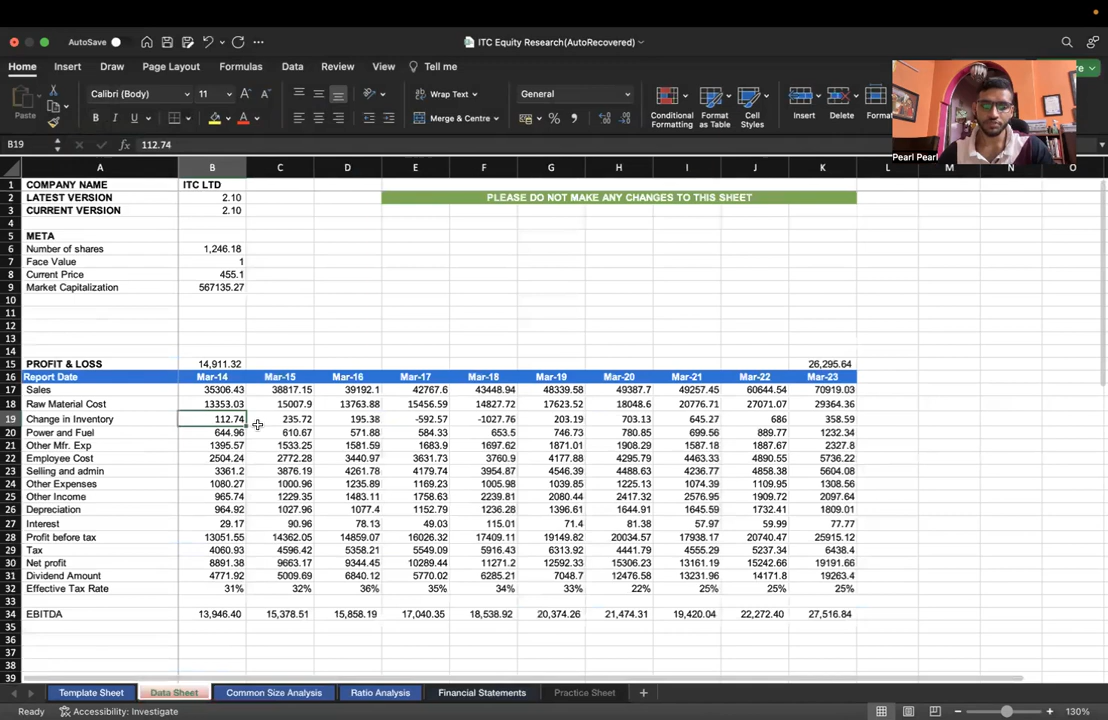 AutoSave
ITC Equity Research(AutoRecovered)
Home Insert Draw Page Layout Formulas Data Review View Tell me
Paste
Calibri (Body) 11
Wrap Text
General
Merge & Centre
Conditional Formatting
Format as Table
Cell Styles
Insert
Delete
Format
Pearl Pearl
B19 fx 112.74
A B C D E F G H I J K L M N O
1 COMPANY NAME ITC LTD
2 LATEST VERSION 2.10 PLEASE DO NOT MAKE ANY CHANGES TO THIS SHEET
3 CURRENT VERSION 2.10
4
5 META
6 Number of shares 1,246.18
7 Face Value 1
8 Current Price 455.1
9 Market Capitalization 567135.27
10
11
12
13
14
15 PROFIT & LOSS 14,911.32 26,295.64
16 Report Date Mar-14 Mar-15 Mar-16 Mar-17 Mar-18 Mar-19 Mar-20 Mar-21 Mar-22 Mar-23
17 Sales 35306.43 38817.15 39192.1 42767.6 43448.94 48339.58 49387.7 49257.45 60644.54 70919.03
18 Raw Material Cost 13353.03 15007.9 13763.88 15456.59 14827.72 17623.52 18048.6 20776.71 27071.07 29364.36
19 Change in Inventory 112.74 235.72 195.38 -592.57 -1027.76 203.19 703.13 645.27 686 358.59
20 Power and Fuel 644.96 610.67 571.88 584.33 653.5 746.73 780.85 699.56 889.77 1232.34
21 Other Mfr. Exp 1395.57 1533.25 1581.59 1683.9 1697.62 1871.01 1908.29 1587.18 1887.67 2327.8
22 Employee Cost 2504.24 2772.28 3440.97 3631.73 3760.9 4177.88 4295.79 4463.33 4890.55 5736.22
23 Selling and admin 3361.2 3876.19 4261.78 4179.74 3954.87 4546.39 4488.63 4236.77 4858.38 5604.08
24 Other Expenses 1080.27 1000.96 1235.89 1169.23 1005.98 1039.85 1225.13 1074.39 1109.95 1308.56
25 Other Income 965.74 1229.35 1483.11 1758.63 2239.81 2080.44 2417.32 2576.95 1909.72 2097.64
26 Depreciation 964.92 1027.96 1077.4 1152.79 1236.28 1396.61 1644.91 1645.59 1732.41 1809.01
27 Interest 29.17 90.96 78.13 49.03 115.01 71.4 81.38 57.97 59.99 77.77
28 Profit before tax 13051.55 14362.05 14859.07 16026.32 17409.11 19149.82 20034.57 17938.17 20740.47 25915.12
29 Tax 4060.93 4596.42 5358.21 5549.09 5916.43 6313.92 4441.79 4555.29 5237.34 6438.4
30 Net profit 8891.38 9663.17 9344.45 10289.44 11271.2 12592.33 15306.23 13161.19 15242.66 19191.66
31 Dividend Amount 4771.92 5009.69 6840.12 5770.02 6285.21 7048.7 12476.58 13231.96 14171.8 19263.4
32 Effective Tax Rate 31% 32% 36% 35% 34% 33% 22% 25% 25% 25%
33
34 EBITDA 13,946.40 15,378.51 15,858.19 17,040.35 18,538.92 20,374.26 21,474.31 19,420.04 22,272.40 27,516.84
35
36
37
38
39
Template Sheet Data Sheet Common Size Analysis Ratio Analysis Financial Statements Practice Sheet
Ready Accessibility: Investigate 130%